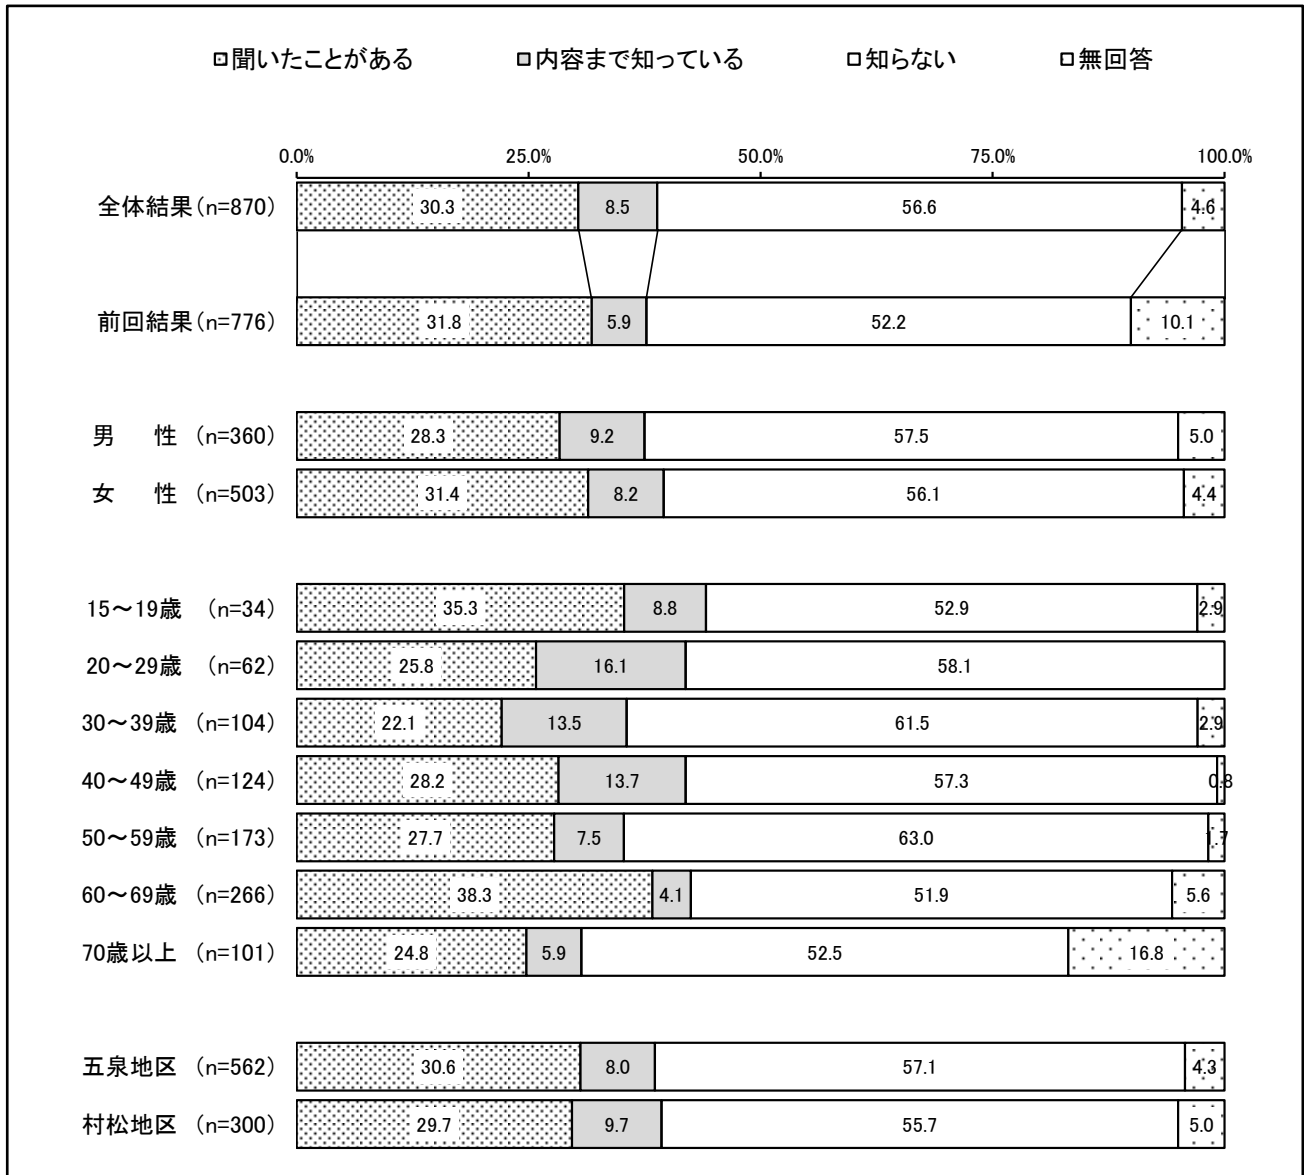 聞いたことがある 内容まで知っている 知らない 無回答
0.0% 25.0% 50.0% 75.0% 100.0%
全体結果(n=870) 30.3 8.5 56.6 4.6
前回結果(n=776) 31.8 5.9 52.2 10.1
男 性 (n=360) 28.3 9.2 57.5 5.0
女 性 (n=503) 31.4 8.2 56.1 4.4
15～19歳 (n=34) 35.3 8.8 52.9 2.9
20～29歳 (n=62) 25.8 16.1 58.1
30～39歳 (n=104) 22.1 13.5 61.5 2.9
40～49歳 (n=124) 28.2 13.7 57.3 0.8
50～59歳 (n=173) 27.7 7.5 63.0 1.7
60～69歳 (n=266) 38.3 4.1 51.9 5.6
70歳以上 (n=101) 24.8 5.9 52.5 16.8
五泉地区 (n=562) 30.6 8.0 57.1 4.3
村松地区 (n=300) 29.7 9.7 55.7 5.0